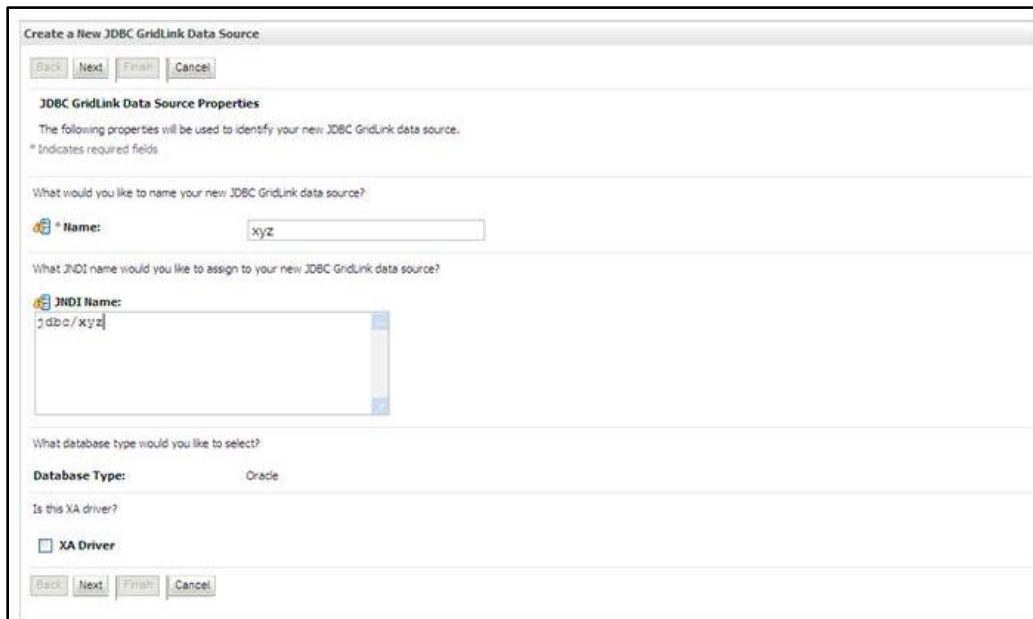 Create a New JDBC GridLink Data Source
Back Next Finish Cancel
JDBC GridLink Data Source Properties
The following properties will be used to identify your new JDBC GridLink data source.
* Indicates required fields
What would you like to name your new JDBC GridLink data source?
* Name: xyz
What JNDI name would you like to assign to your new JDBC GridLink data source?
JNDI Name:
jdbc/xyz
What database type would you like to select?
Database Type: Oracle
Is this XA driver?
XA Driver
Back Next Finish Cancel